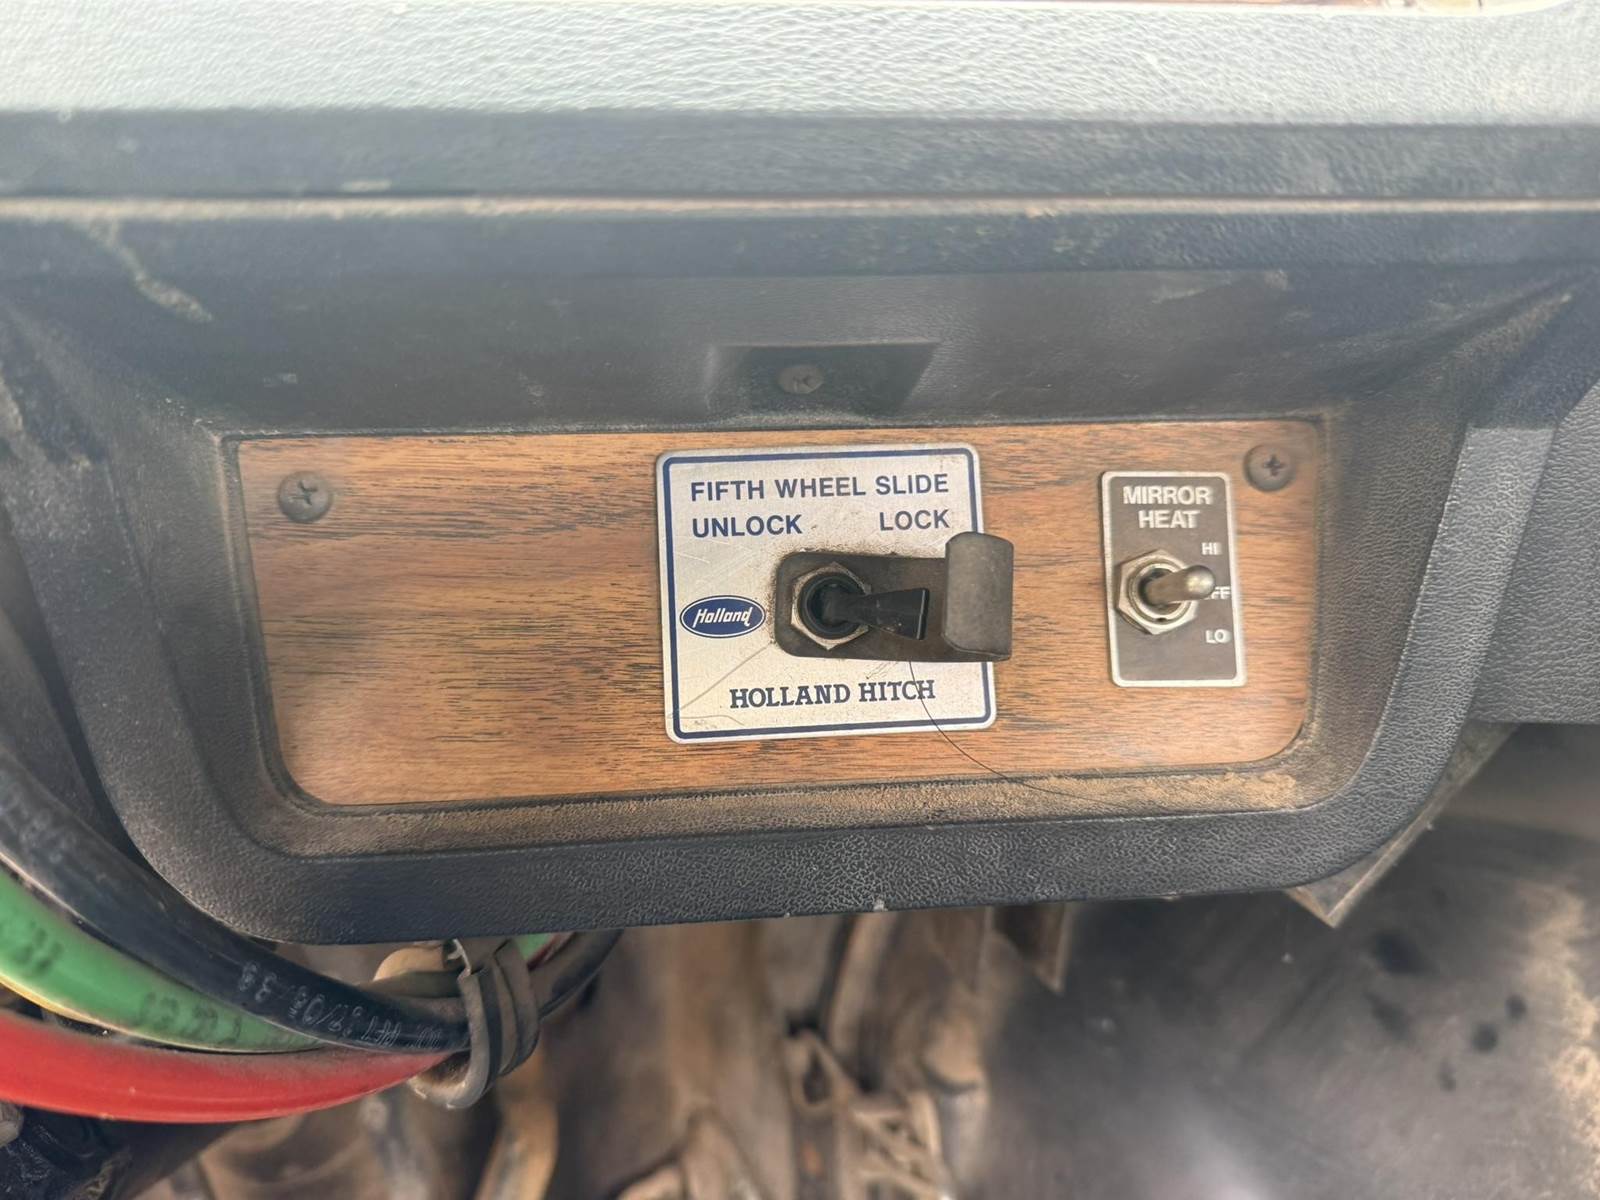 FIFTH WHEEL SLIDE
UNLOCK LOCK
Holland
HOLLAND HITCH
MIRROR
HEAT
HI
LO